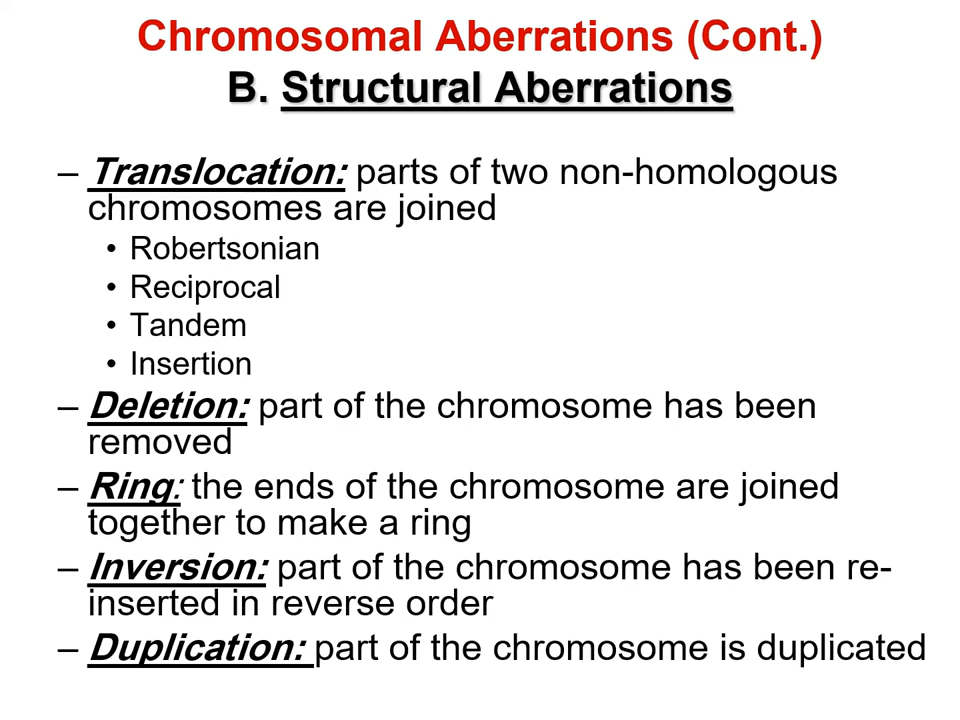 Chromosomal Aberrations (Cont.)
B. Structural Aberrations
– Translocation: parts of two non-homologous
chromosomes are joined
• Robertsonian
• Reciprocal
• Tandem
• Insertion
– Deletion: part of the chromosome has been
removed
– Ring: the ends of the chromosome are joined
together to make a ring
– Inversion: part of the chromosome has been re-
inserted in reverse order
– Duplication: part of the chromosome is duplicated